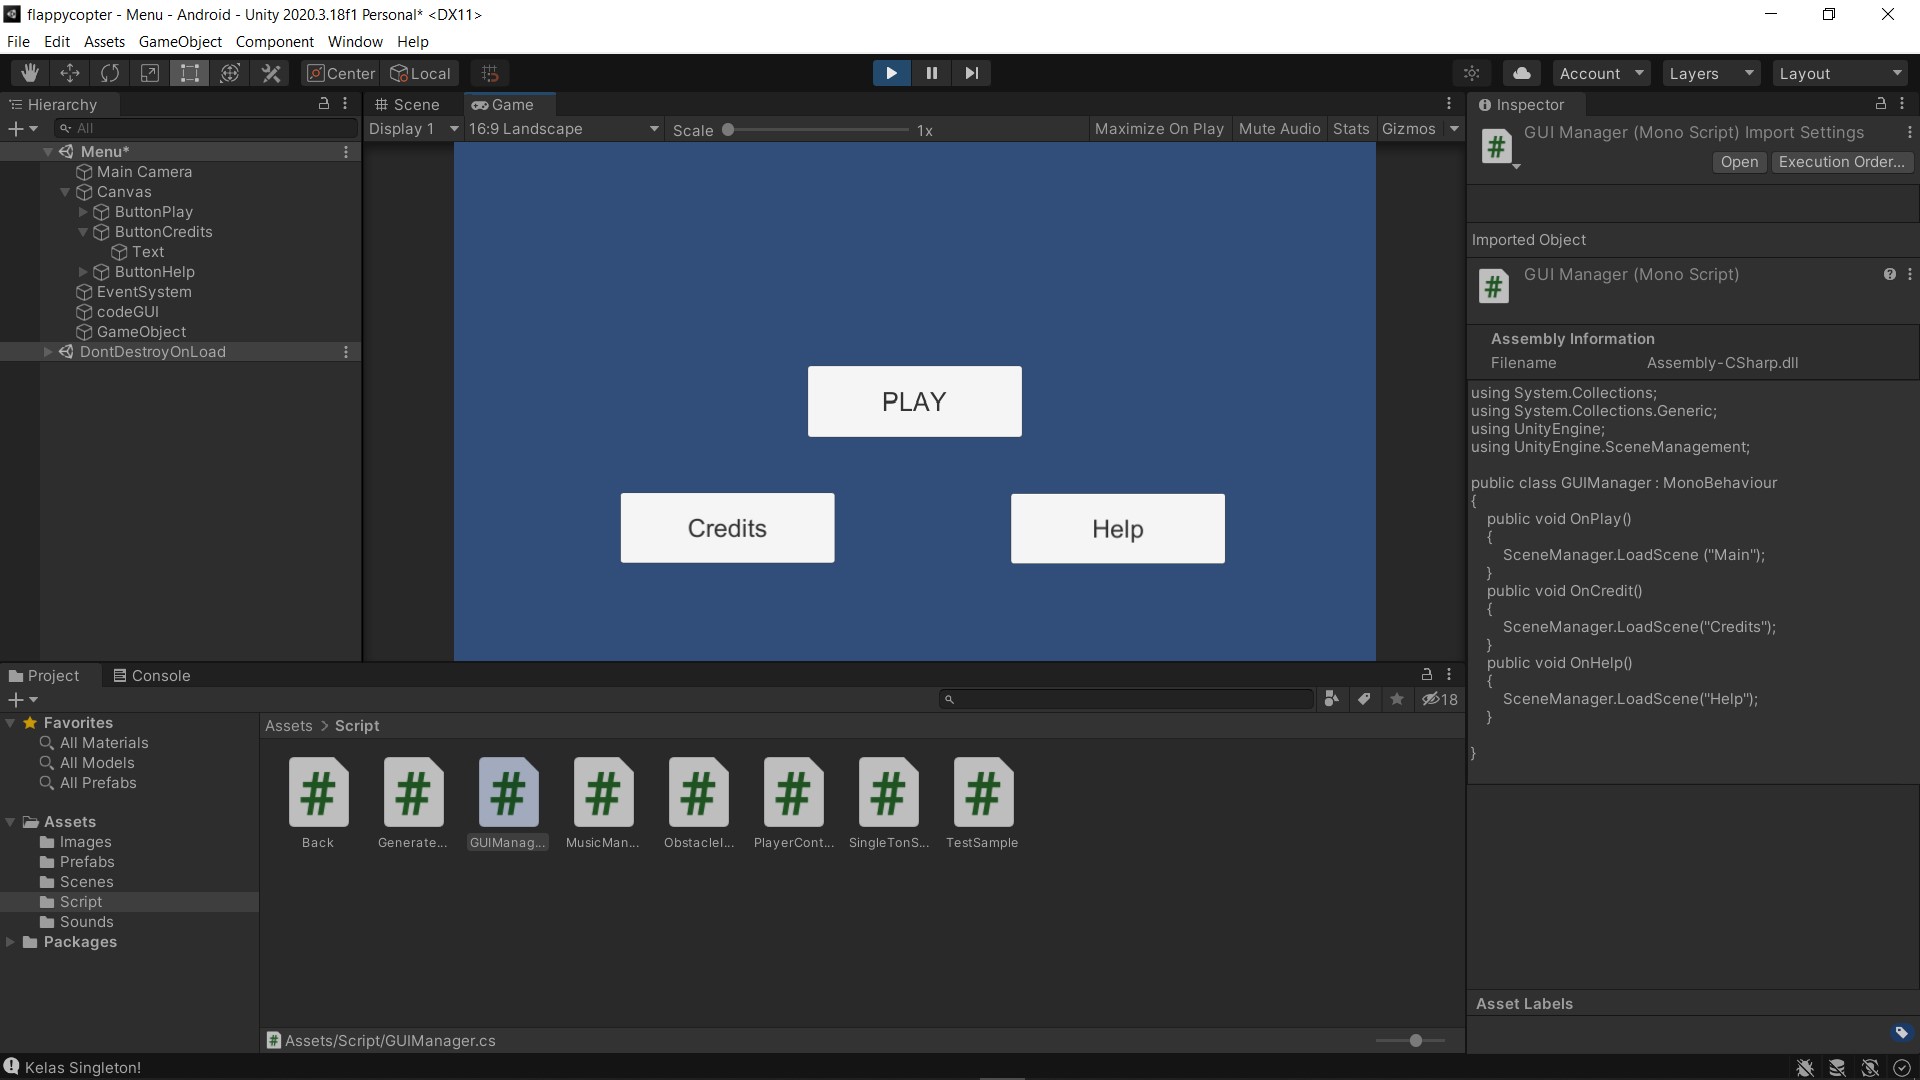 flappycopter - Menu - Android - Unity 2020.3.18f1 Personal* <DX11>
File Edit Assets GameObject Component Window Help
Center Local Account Layers Layout
Hierarchy
All
Menu*
Main Camera
Canvas
ButtonPlay
ButtonCredits
Text
ButtonHelp
EventSystem
codeGUI
GameObject
DontDestroyOnLoad
Scene Game
Display 1 16:9 Landscape Scale 1x Maximize On Play Mute Audio Stats Gizmos
PLAY
Credits Help
Inspector
GUI Manager (Mono Script) Import Settings
Open Execution Order...
Imported Object
GUI Manager (Mono Script)
Assembly Information
Filename Assembly-CSharp.dll
using System.Collections;
using System.Collections.Generic;
using UnityEngine;
using UnityEngine.SceneManagement;
public class GUIManager : MonoBehaviour
{
public void OnPlay()
{
SceneManager.LoadScene ("Main");
}
public void OnCredit()
{
SceneManager.LoadScene("Credits");
}
public void OnHelp()
{
SceneManager.LoadScene("Help");
}
}
Asset Labels
Project Console
18
Favorites
All Materials
All Models
All Prefabs
Assets
Images
Prefabs
Scenes
Script
Sounds
Packages
Assets > Script
Back Generate... GUIManag... MusicMan... ObstacleI... PlayerCont... SingleTonS... TestSample
Assets/Script/GUIManager.cs
Kelas Singleton!